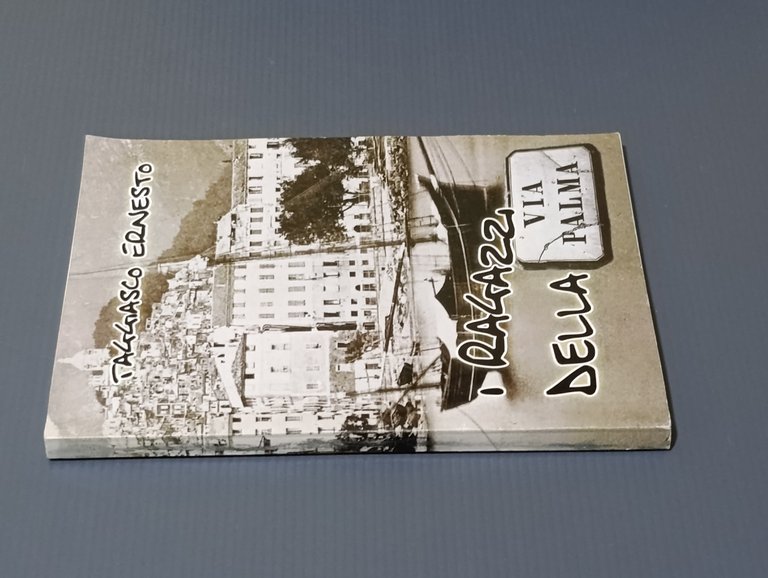 TAGGIASCO ERNESTO
I RAGAZZI
DELLA
VIA
PALMA